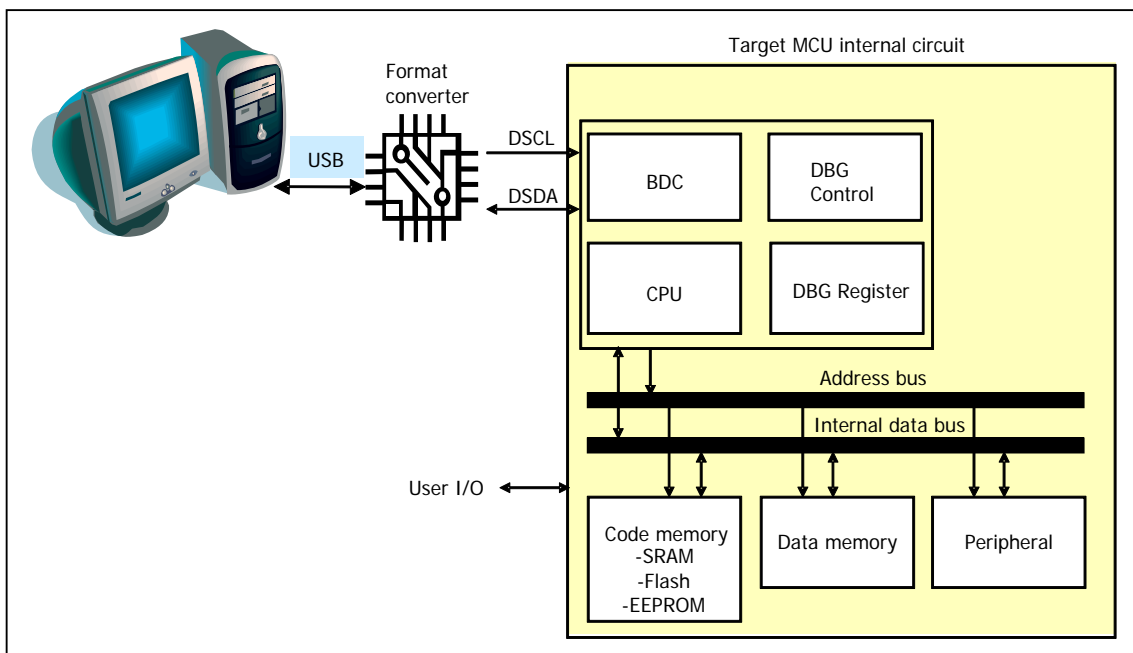 Target MCU internal circuit
Format
converter
USB
DSCL
DSDA
BDC
DBG
Control
CPU
DBG Register
Address bus
Internal data bus
User I/O
Code memory
-SRAM
-Flash
-EEPROM
Data memory
Peripheral